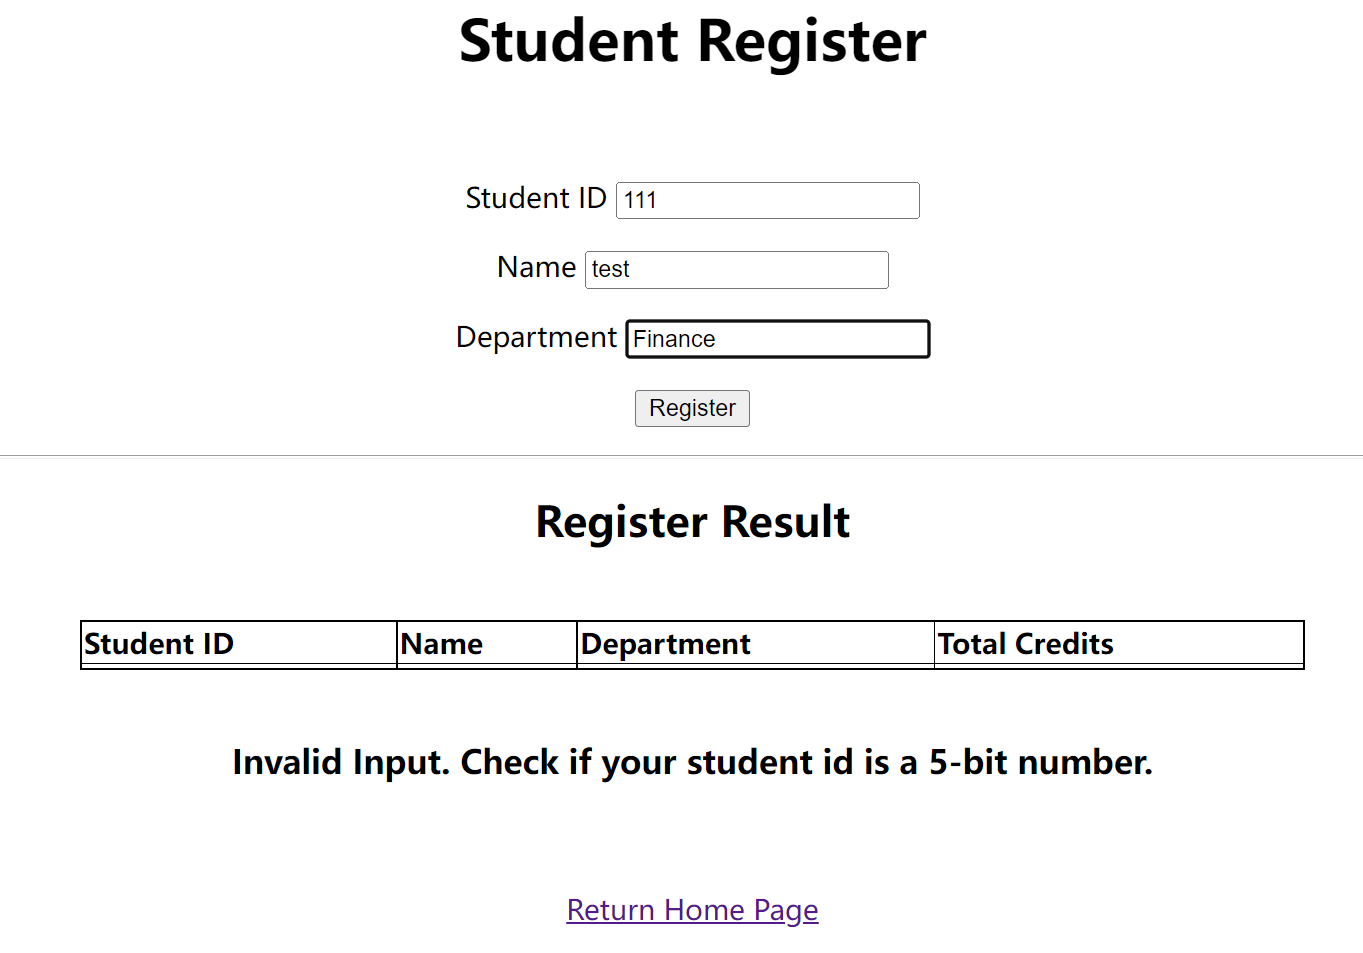 Student Register
Student ID 111
Name test
Department Finance
Register
Register Result
Student ID Name Department Total Credits
Invalid Input. Check if your student id is a 5-bit number.
Return Home Page